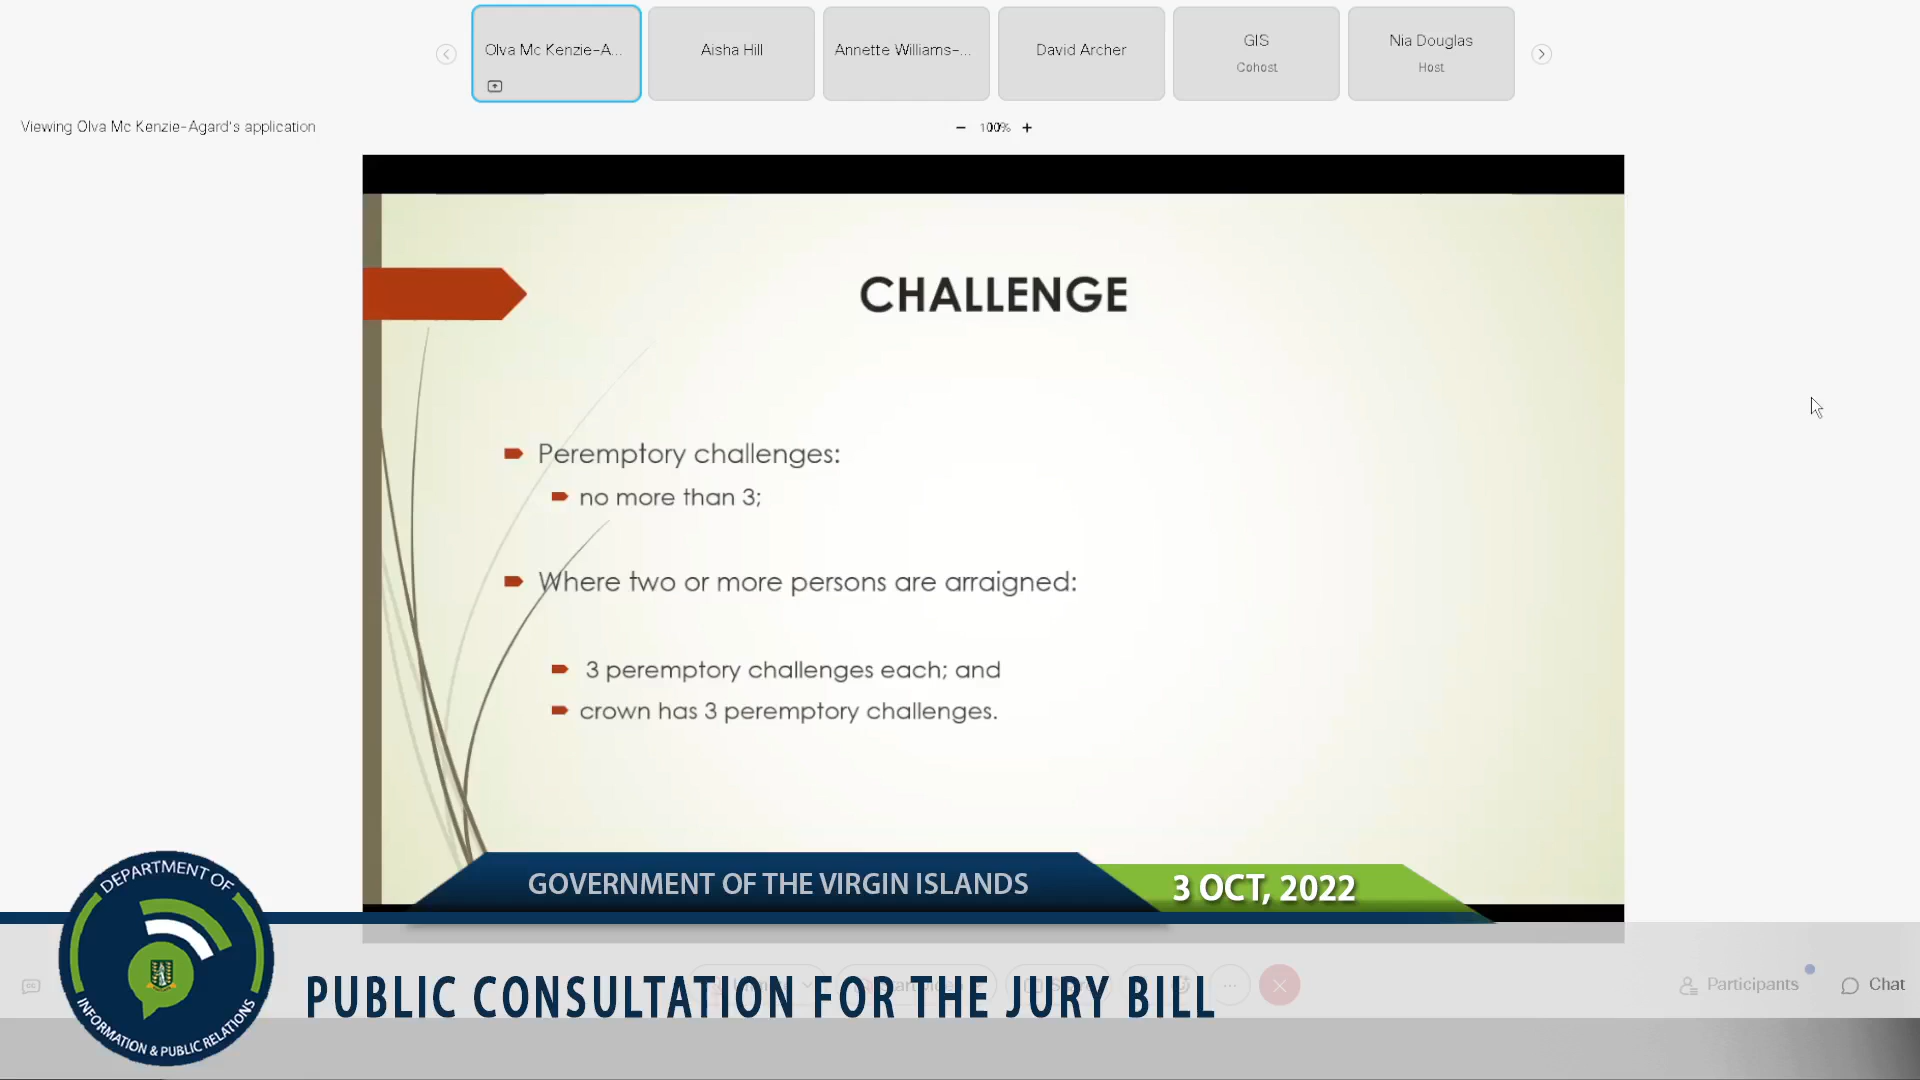 Olva Mc Kenzie-A...
Aisha Hill
Annette Williams-...
David Archer
GIS
Cohost
Nia Douglas
Host
Viewing Olva Mc Kenzie-Agard's application
CHALLENGE
Peremptory challenges:
no more than 3;
Where two or more persons are arraigned:
3 peremptory challenges each; and
crown has 3 peremptory challenges.
GOVERNMENT OF THE VIRGIN ISLANDS
3 OCT, 2022
DEPARTMENT OF
INFORMATION & PUBLIC RELATIONS
PUBLIC CONSULTATION FOR THE JURY BILL
Participants
Chat